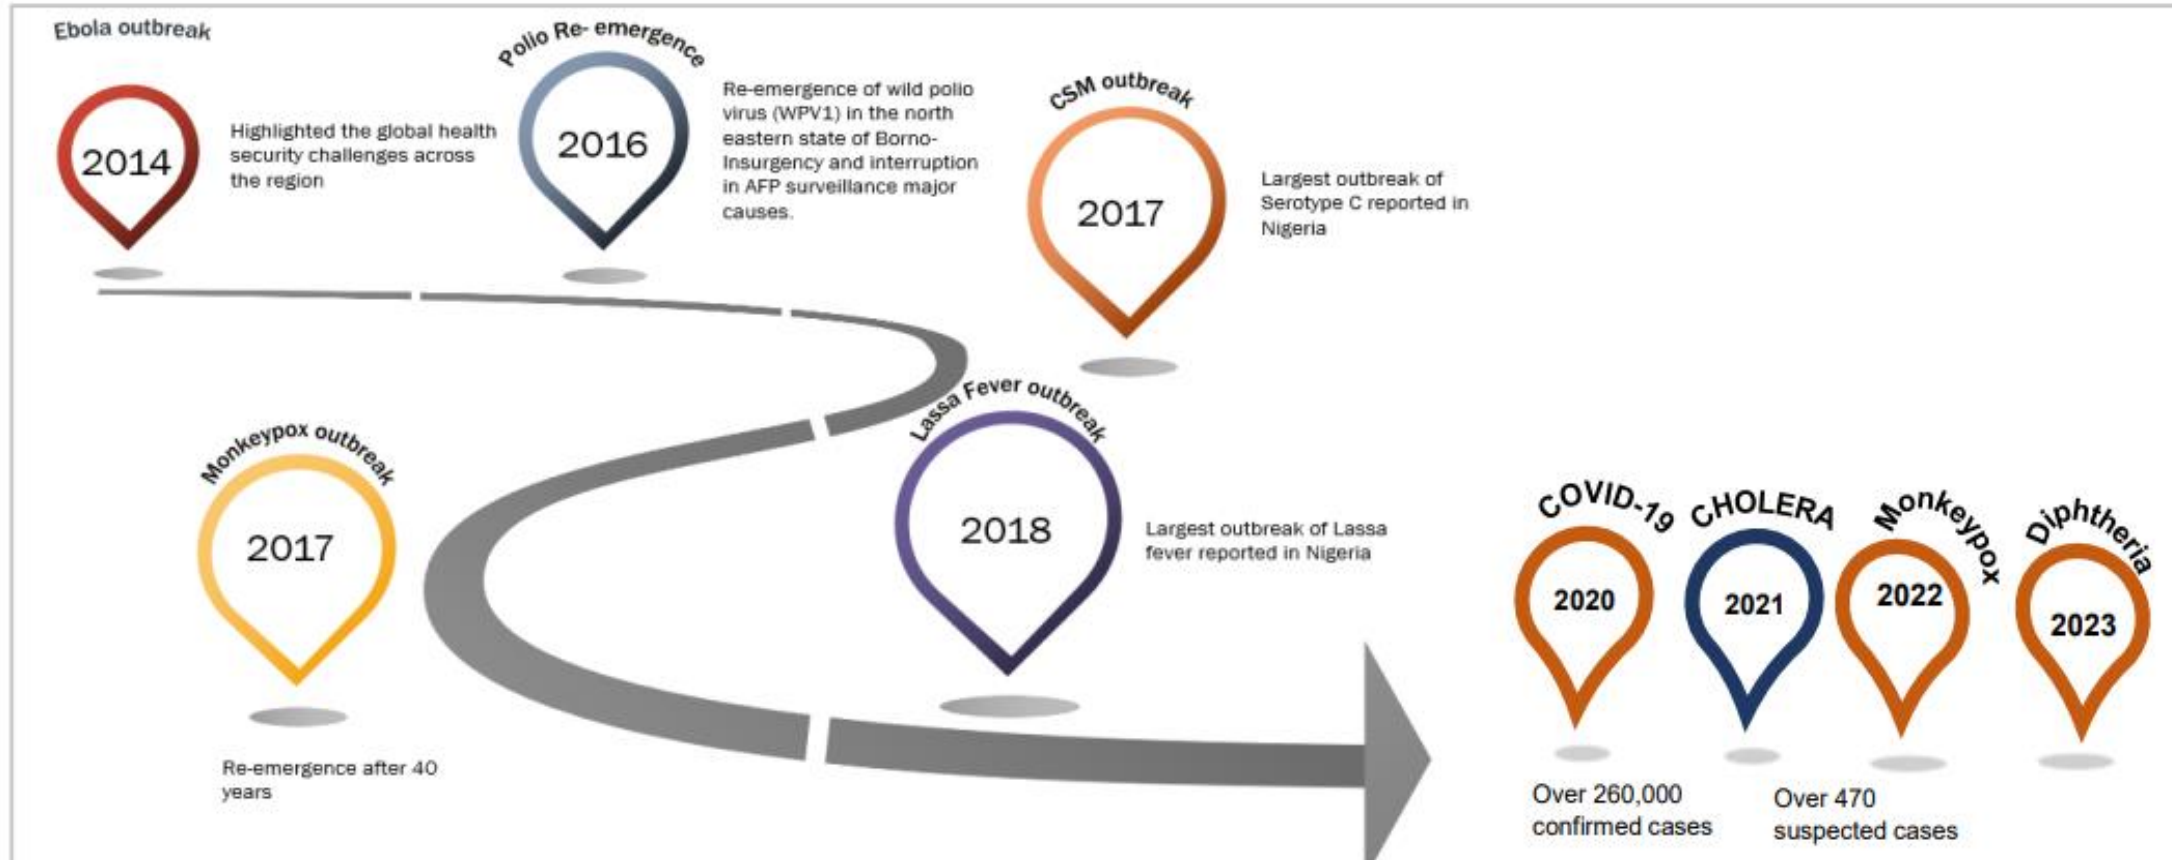 Ebola outbreak
2014
Highlighted the global health
security challenges across
the region
Polio Re- emergence
2016
Re-emergence of wild polio
virus (WPV1) in the north
eastern state of Borno-
Insurgency and interruption
in AFP surveillance major
causes.
CSM outbreak
2017
Largest outbreak of
Serotype C reported in
Nigeria
Monkeypox outbreak
2017
Re-emergence after 40
years
Lassa Fever outbreak
2018
Largest outbreak of Lassa
fever reported in Nigeria
COVID-19
2020
Over 260,000
confirmed cases
CHOLERA
2021
Monkeypox
2022
Over 470
suspected cases
Diphtheria
2023